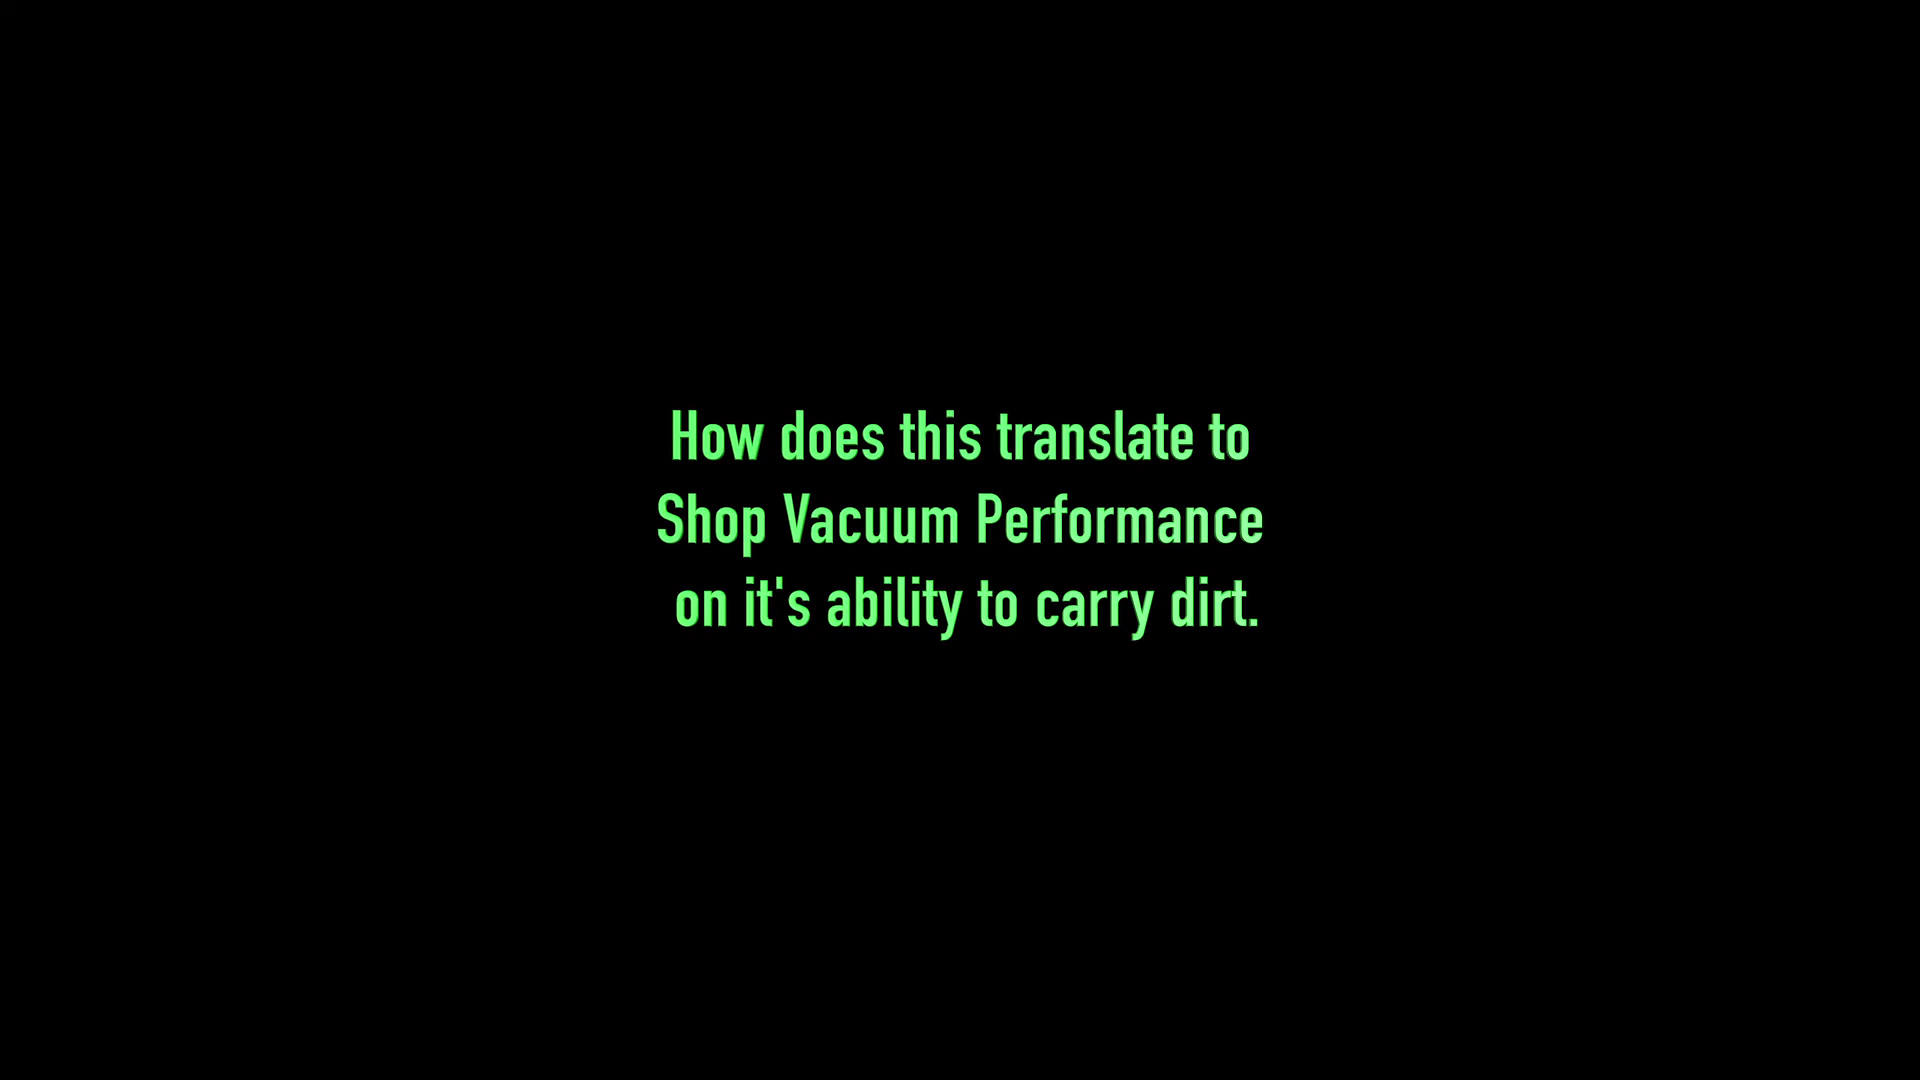 How does this translate to
Shop Vacuum Performance
on it's ability to carry dirt.